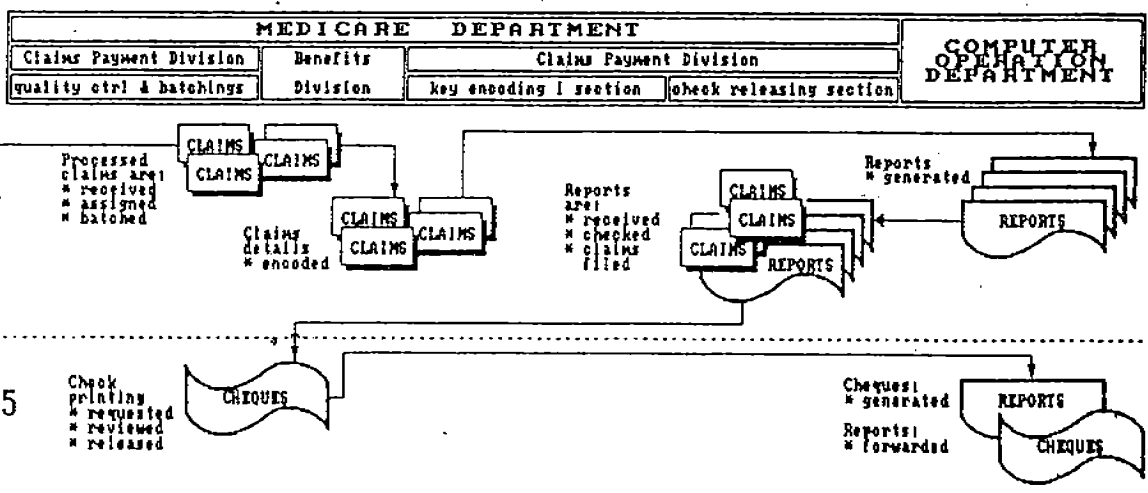 MEDICARE DEPARTMENT
COMPUTER
OPERATION
DEPARTMENT
Claims Payment Division
Benefits
Division
Claims Payment Division
quality ctrl & batchings
key encoding I section
check releasing section
Processed
claims are:
* received
* assigned
* batched
CLAIMS
CLAIMS
CLAIMS
Claims
details
* encoded
CLAIMS
CLAIMS
CLAIMS
Reports
are:
* received
* checked
* claims
filed
CLAIMS
CLAIMS
CLAIMS
REPORTS
Reports
* generated
REPORTS
5
Check
printing
* requested
* reviewed
* released
CHEQUES
Cheques:
* generated
Reports:
* forwarded
REPORTS
CHEQUES